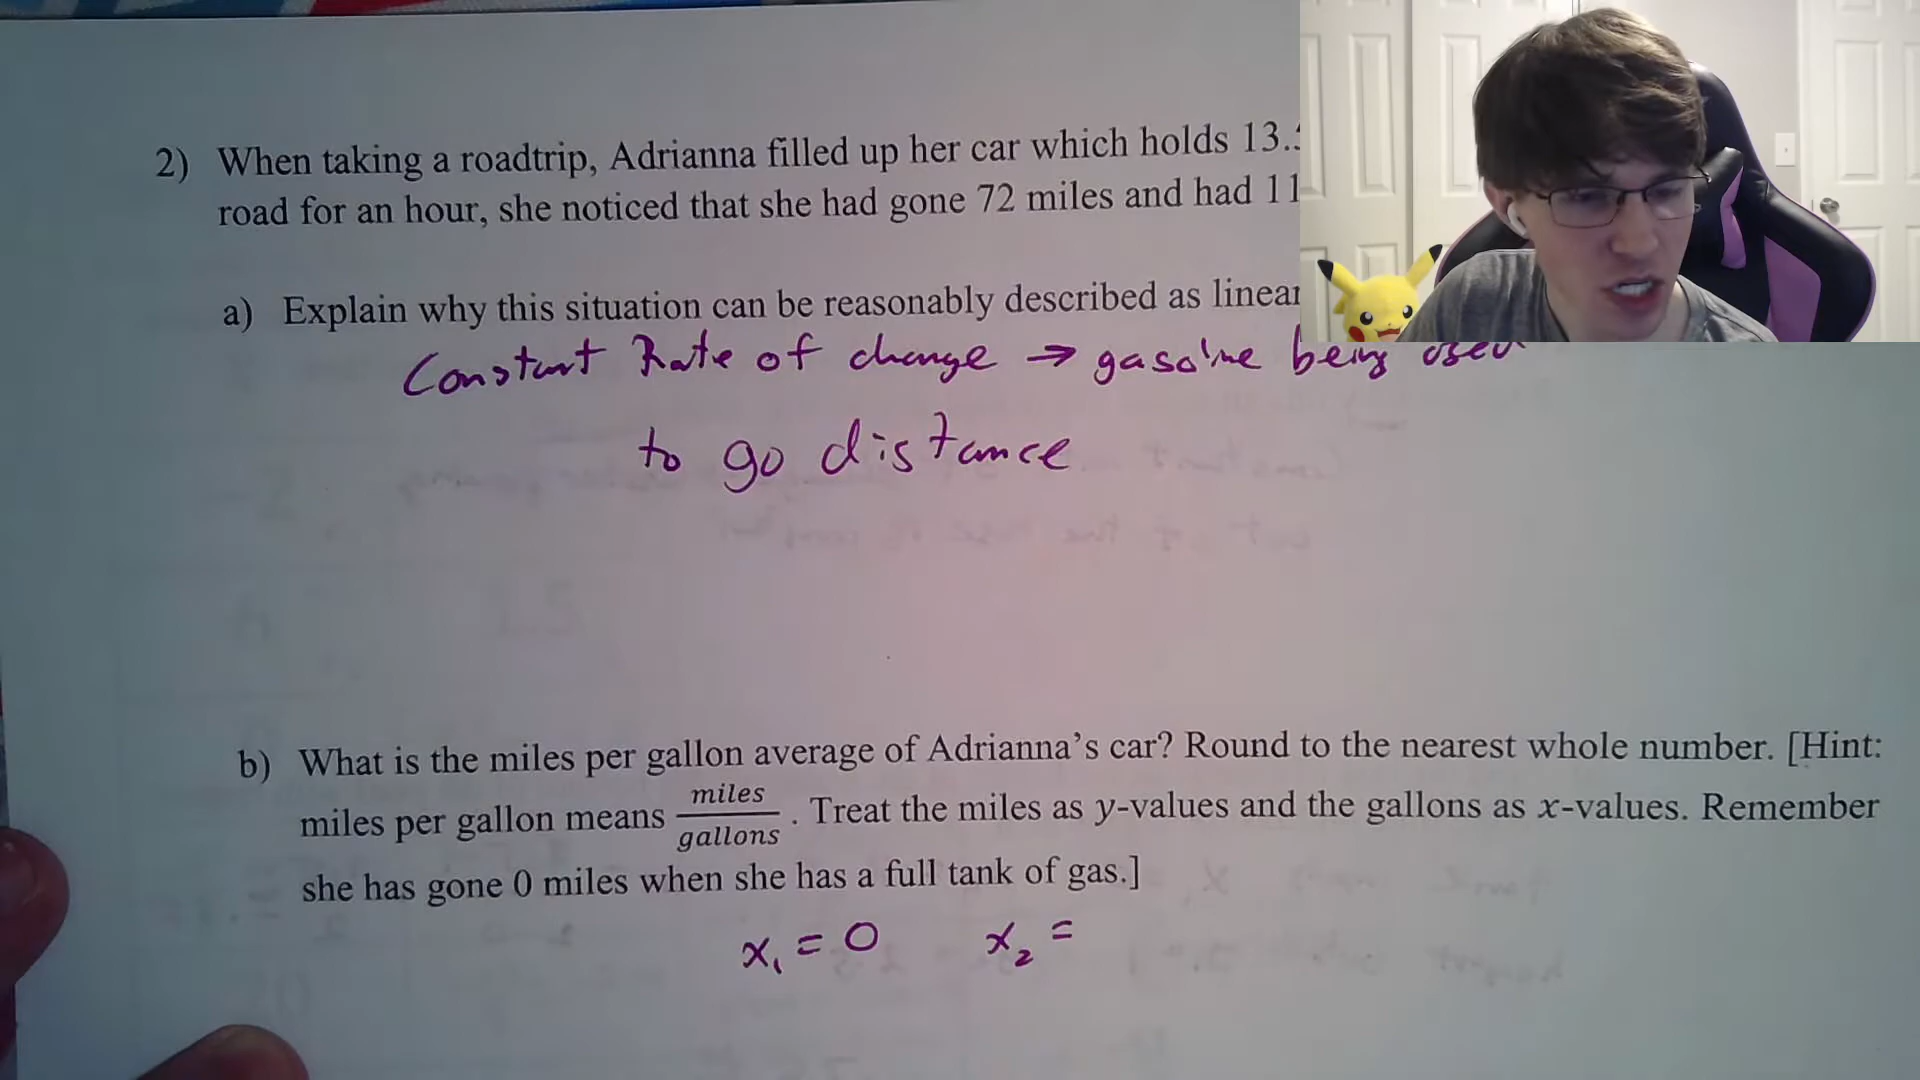 2) When taking a roadtrip, Adrianna filled up her car which holds 13.5
road for an hour, she noticed that she had gone 72 miles and had 11
a) Explain why this situation can be reasonably described as linear
Constant Rate of change → gasoline being used
to go distance
b) What is the miles per gallon average of Adrianna's car? Round to the nearest whole number. [Hint:
miles per gallon means miles/gallons. Treat the miles as y-values and the gallons as x-values. Remember
she has gone 0 miles when she has a full tank of gas.]
x₁ = 0 x₂ =